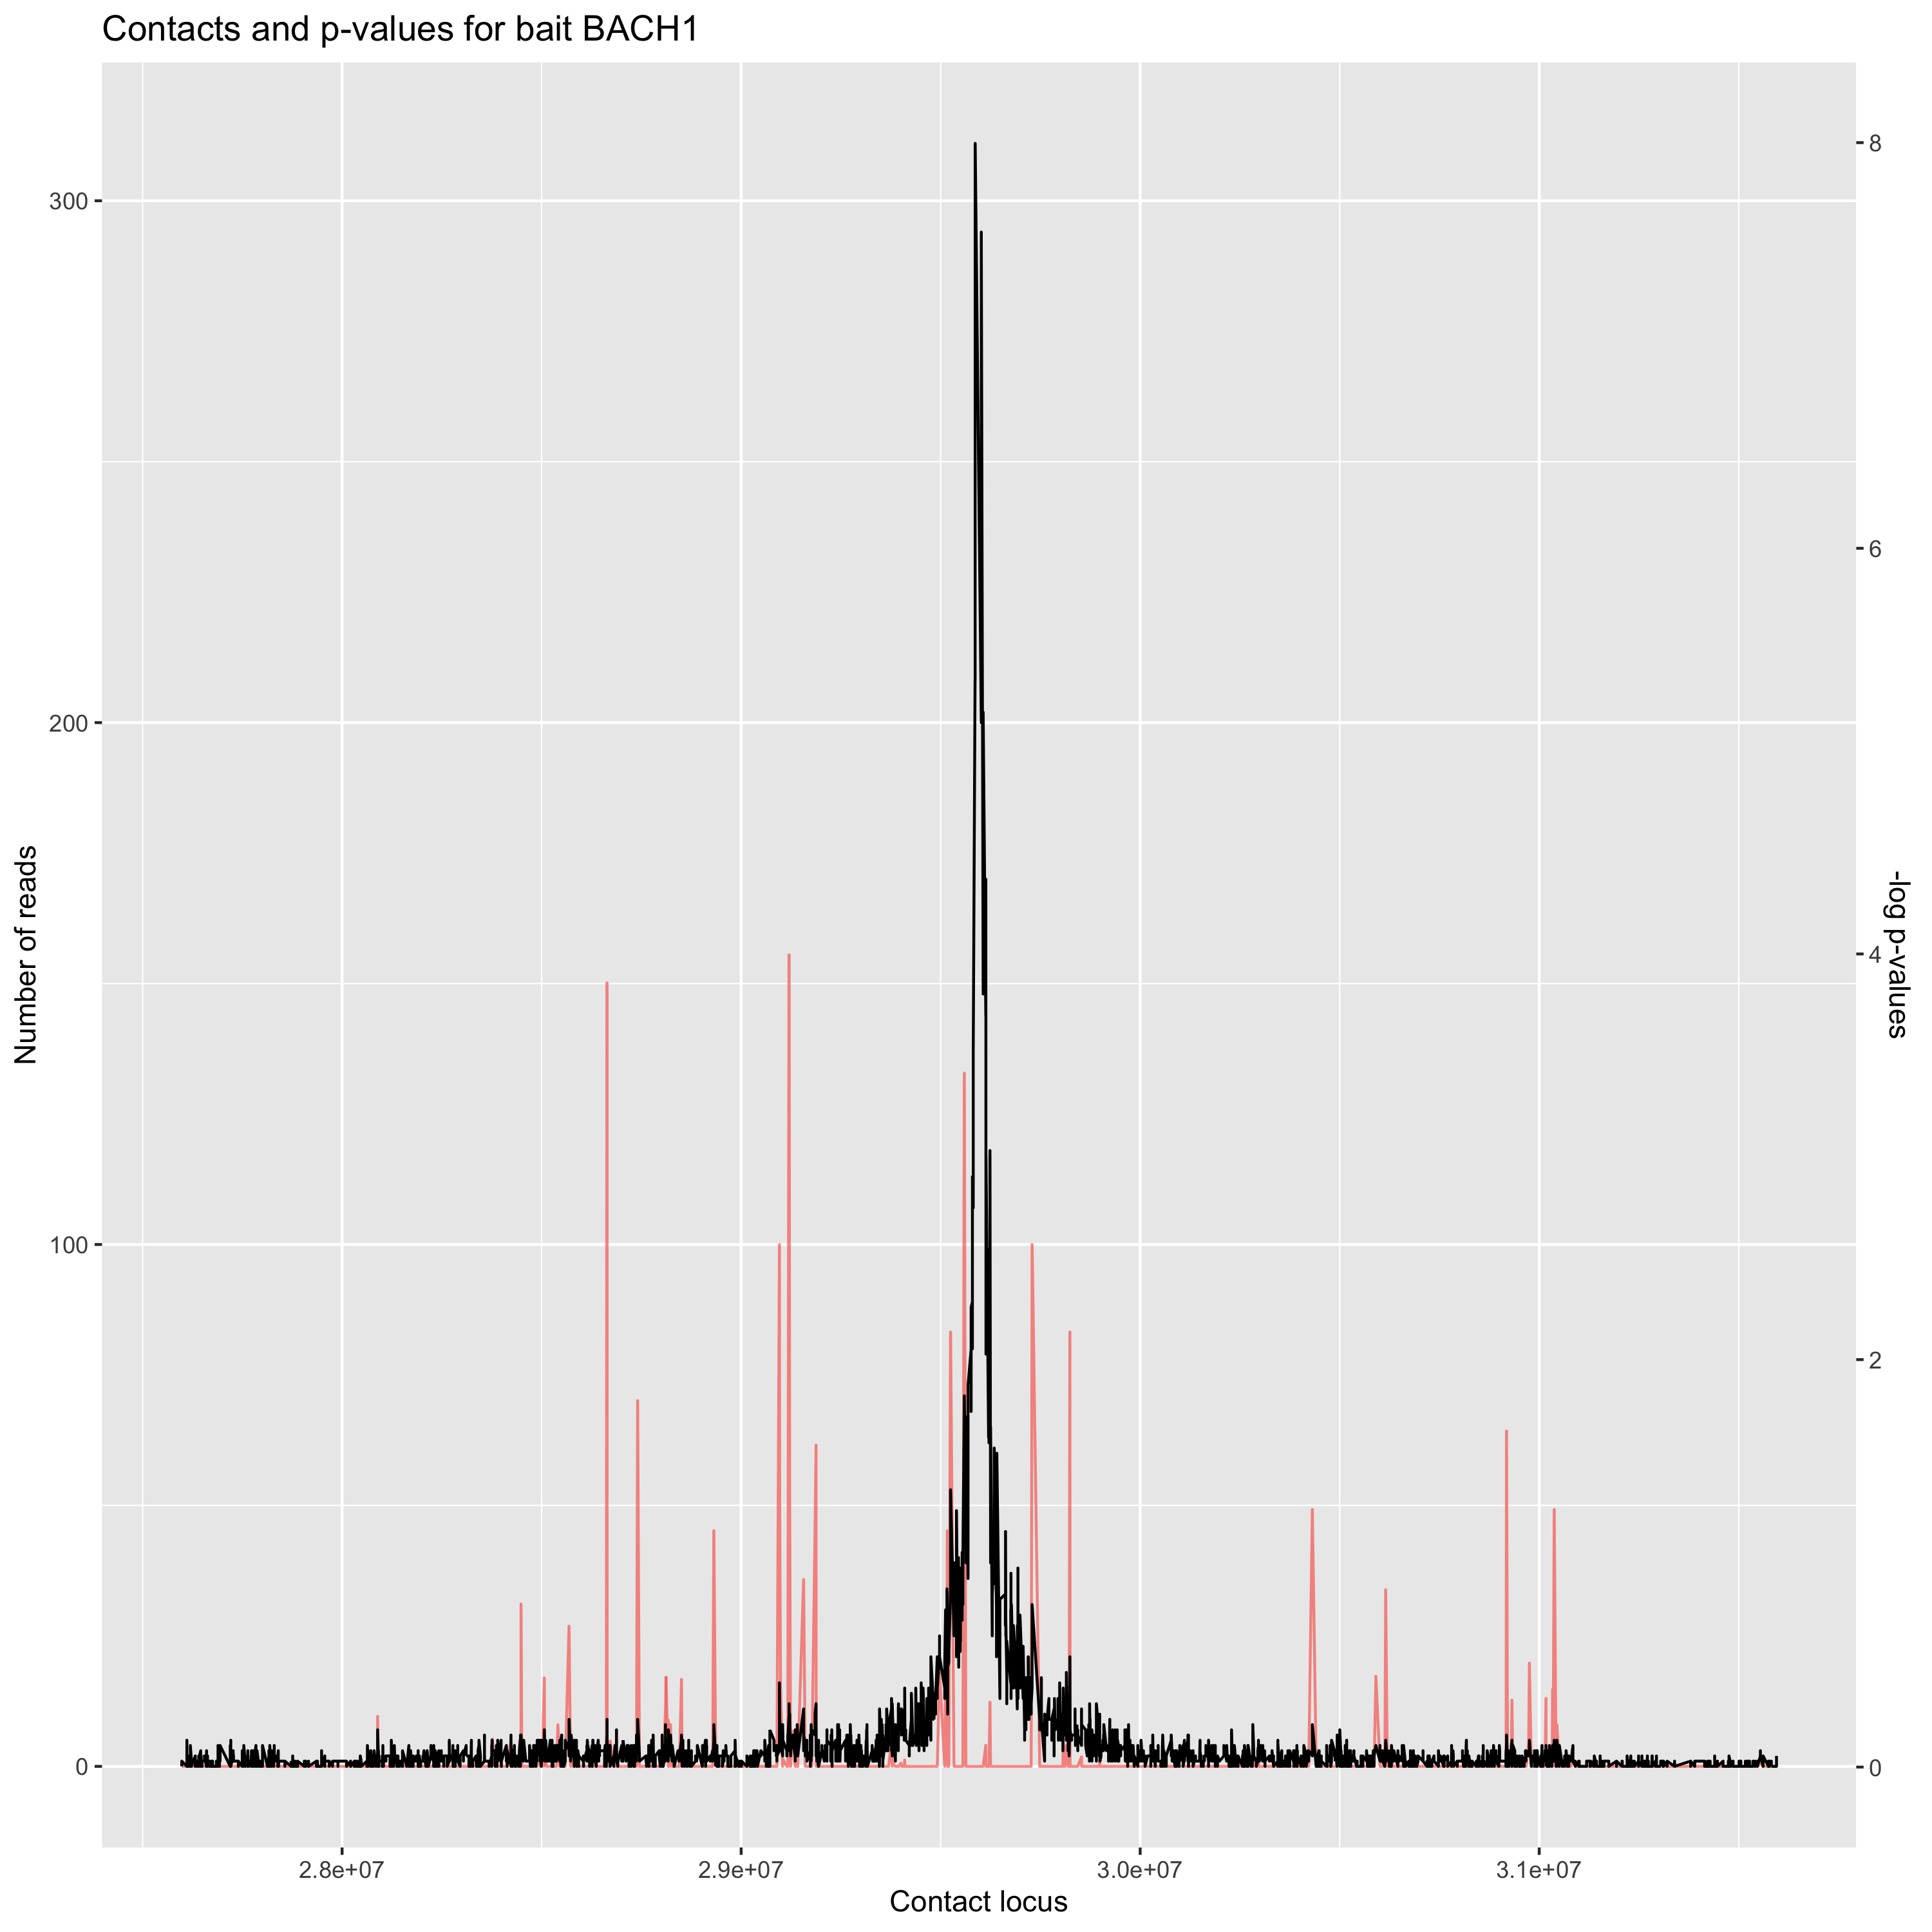 Contacts and p-values for bait BACH1
300
200
100
0
Number of reads
8
6
4
2
0
-log p-values
2.8e+07
2.9e+07
3.0e+07
3.1e+07
Contact locus